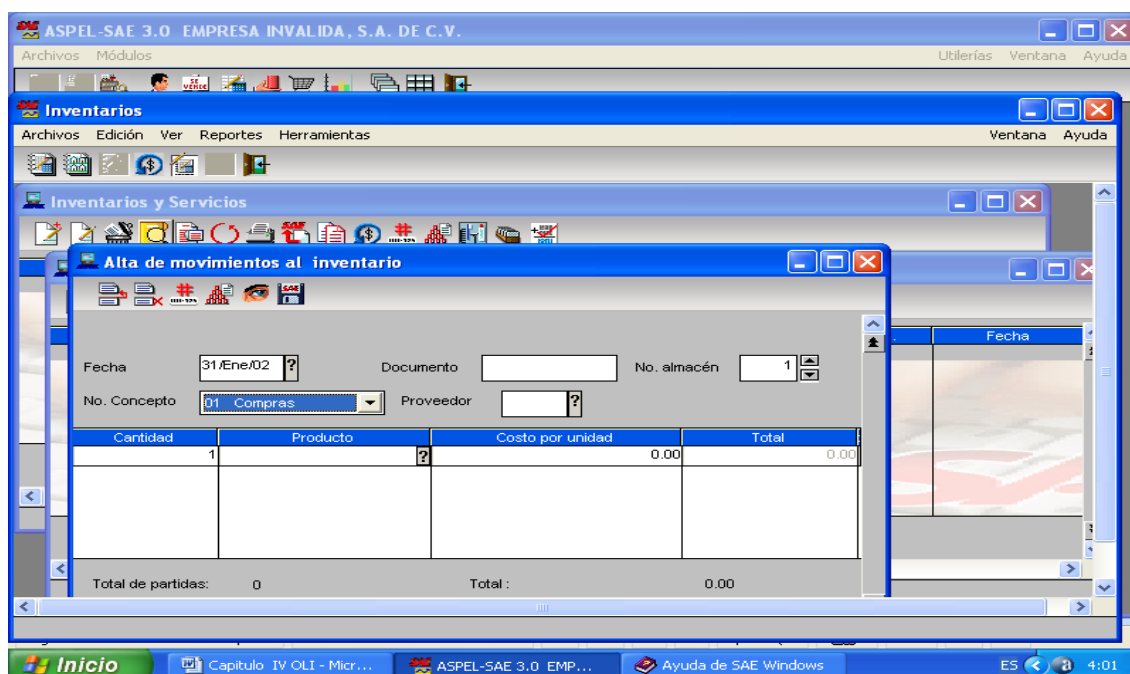 ASPEL-SAE 3.0 EMPRESA INVALIDA, S.A. DE C.V.
Archivos Módulos Utilerías Ventana Ayuda
SE VENDE
Inventarios
Archivos Edición Ver Reportes Herramientas Ventana Ayuda
Inventarios y Servicios
Alta de movimientos al inventario
Fecha
Fecha 31/Ene/02 ? Documento No. almacén 1
No. Concepto 01 Compras Proveedor ?
Cantidad Producto Costo por unidad Total
1 ? 0.00 0.00
Total de partidas: 0 Total : 0.00
Inicio Capitulo IV OLI - Micr... ASPEL-SAE 3.0 EMP... Ayuda de SAE Windows ES 4:01